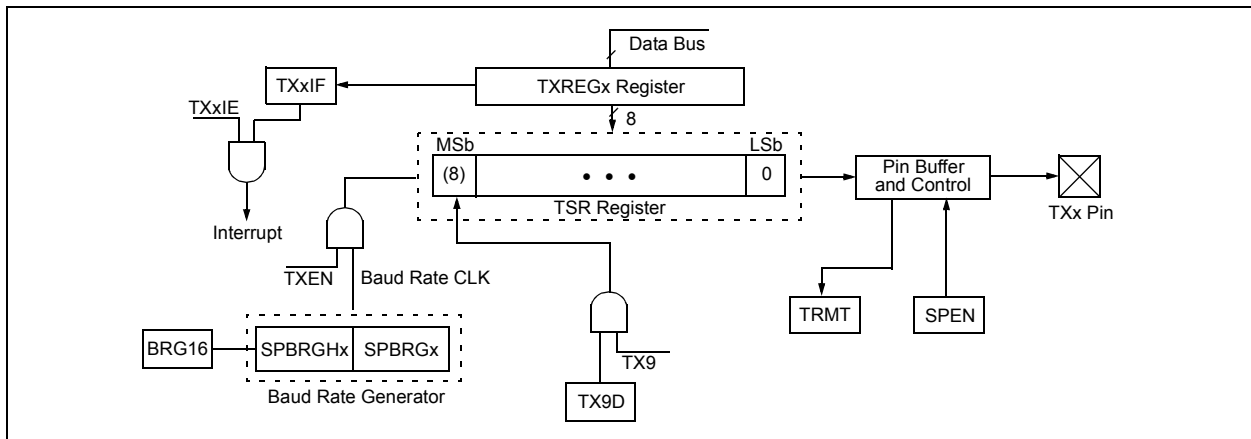 Data Bus
TXxIF
TXREGx Register
TXxIE
8
MSb
LSb
(8)
• • •
0
TSR Register
Pin Buffer
and Control
TXx Pin
Interrupt
TXEN
Baud Rate CLK
TRMT
SPEN
BRG16
SPBRGHx
SPBRGx
TX9
Baud Rate Generator
TX9D